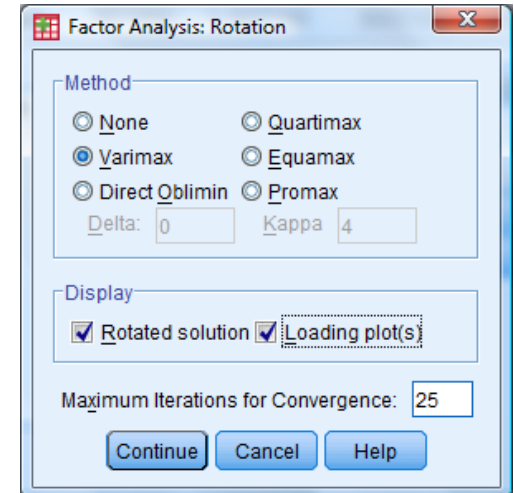 Factor Analysis: Rotation
Method
None Quartimax
Varimax Equamax
Direct Oblimin Promax
Delta: 0 Kappa 4
Display
Rotated solution Loading plot(s)
Maximum Iterations for Convergence: 25
Continue Cancel Help